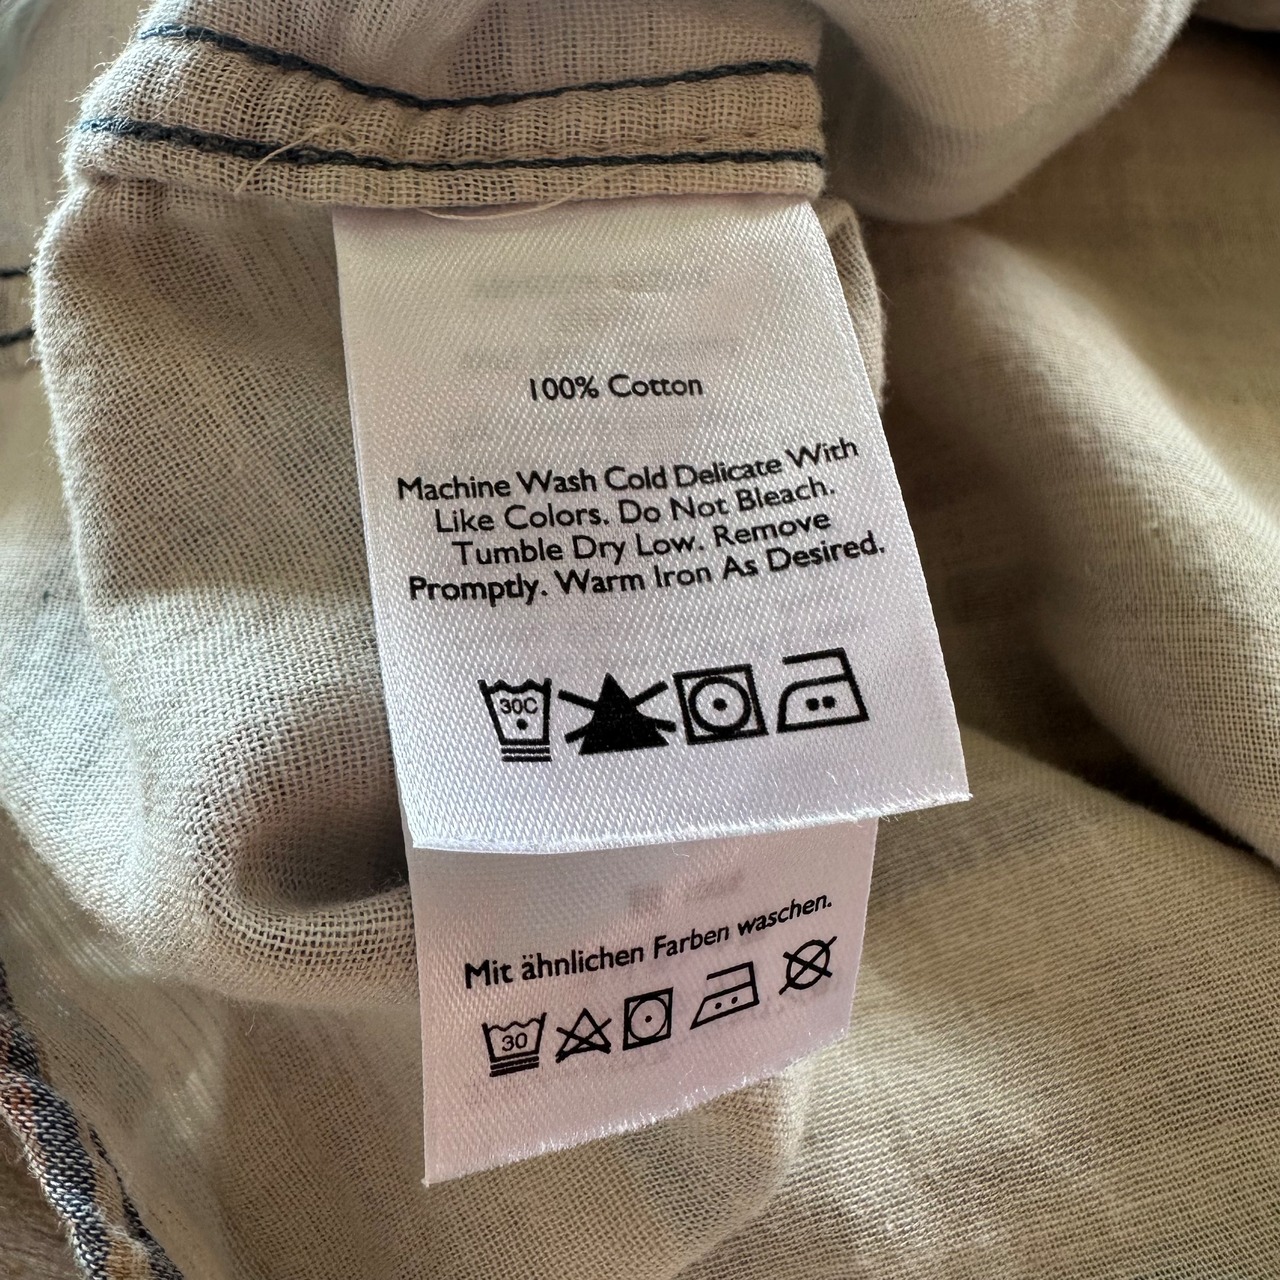 100% Cotton
Machine Wash Cold Delicate With
Like Colors. Do Not Bleach.
Tumble Dry Low. Remove
Promptly. Warm Iron As Desired.
30C
Mit ähnlichen Farben waschen.
30